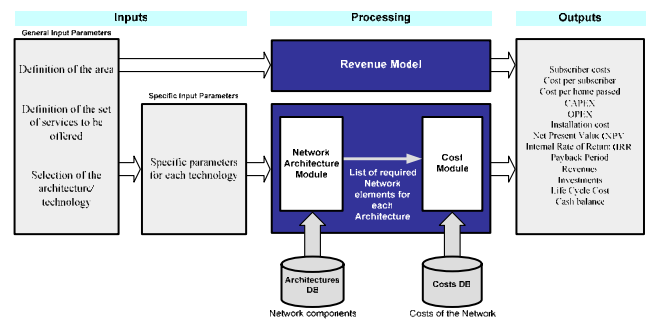 Inputs
Processing
Outputs
General Input Parameters
Definition of the area
Definition of the set
of services to be
offered
Selection of the
architecture/
technology
Specific Input Parameters
Specific parameters
for each technology
Revenue Model
Network
Architecture
Module
List of required
Network
elements for
each
Architecture
Cost
Module
Architectures
DB
Network components
Costs DB
Costs of the Network
Subscriber costs
Cost per subscriber
Cost per home passed
CAPEX
OPEX
Installation cost
Net Present Value (NPV
Internal Rate of Return (IRR
Payback Period
Revenues
Investments
Life Cycle Cost
Cash balance